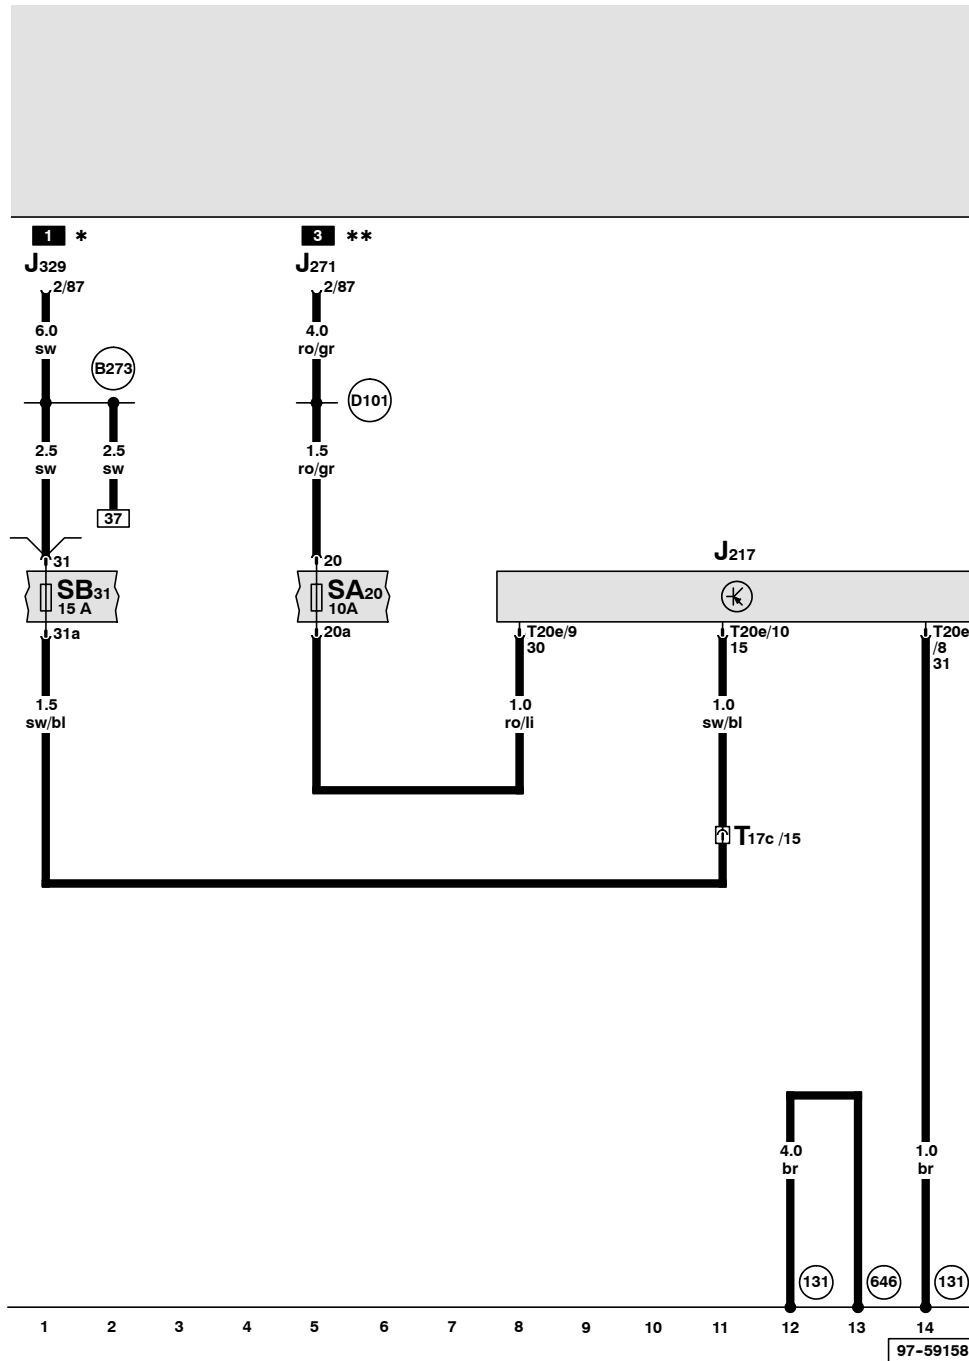 1 * 3 **
J329 J271
2/87 2/87
6.0 4.0
sw ro/gr
B273
D101
2.5 2.5 1.5
sw sw ro/gr
37
31 20 J217
SB31 SA20
15 A 10A
31a 20a T20e/9 T20e/10 T20e
30 15 /8
31
1.5 1.0 1.0
sw/bl ro/li sw/bl
T17c /15
4.0 1.0
br br
131 646 131
1 2 3 4 5 6 7 8 9 10 11 12 13 14
97-59158